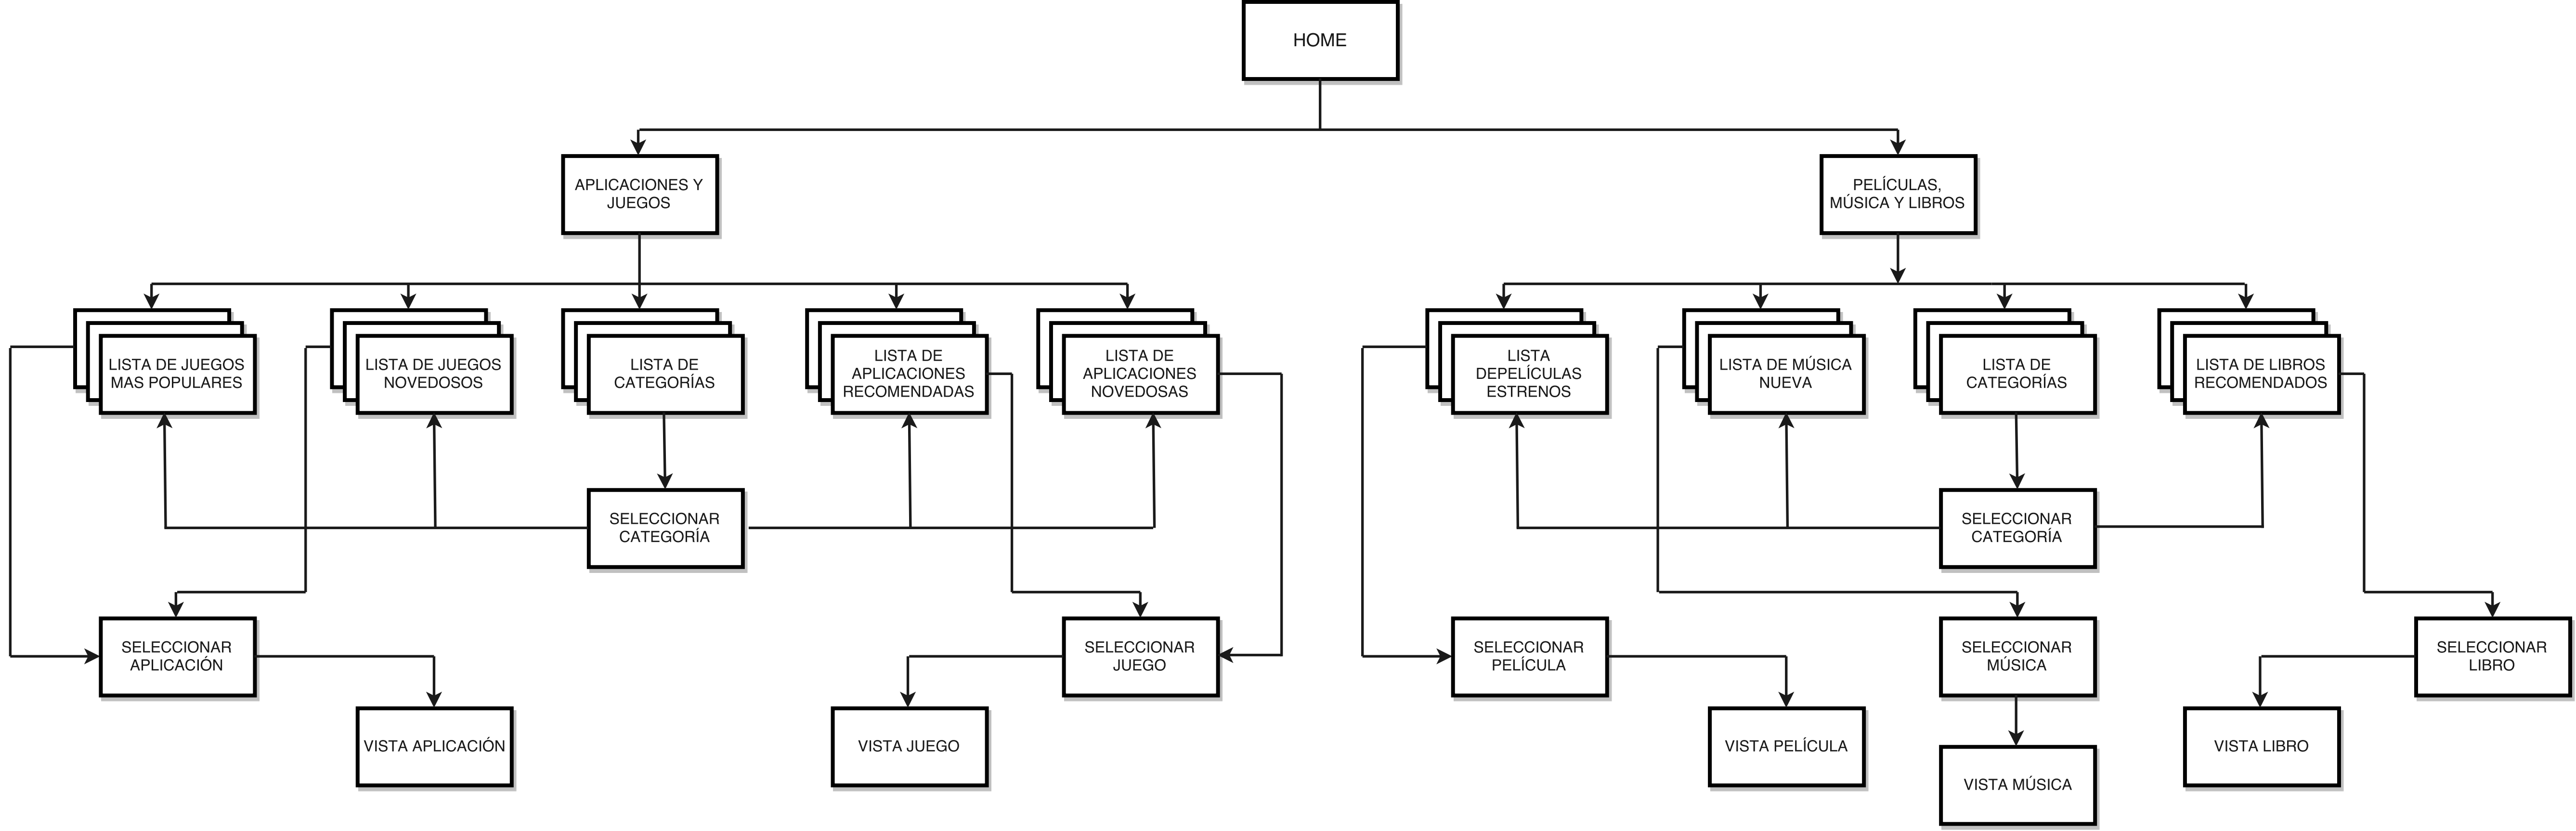 HOME
APLICACIONES Y
JUEGOS
PELÍCULAS,
MÚSICA Y LIBROS
LISTA DE JUEGOS
MAS POPULARES
LISTA DE JUEGOS
NOVEDOSOS
LISTA DE
CATEGORÍAS
LISTA DE
APLICACIONES
RECOMENDADAS
LISTA DE
APLICACIONES
NOVEDOSAS
LISTA
DEPELÍCULAS
ESTRENOS
LISTA DE MÚSICA
NUEVA
LISTA DE
CATEGORÍAS
LISTA DE LIBROS
RECOMENDADOS
SELECCIONAR
CATEGORÍA
SELECCIONAR
CATEGORÍA
SELECCIONAR
APLICACIÓN
SELECCIONAR
JUEGO
SELECCIONAR
PELÍCULA
SELECCIONAR
MÚSICA
SELECCIONAR
LIBRO
VISTA APLICACIÓN
VISTA JUEGO
VISTA PELÍCULA
VISTA LIBRO
VISTA MÚSICA